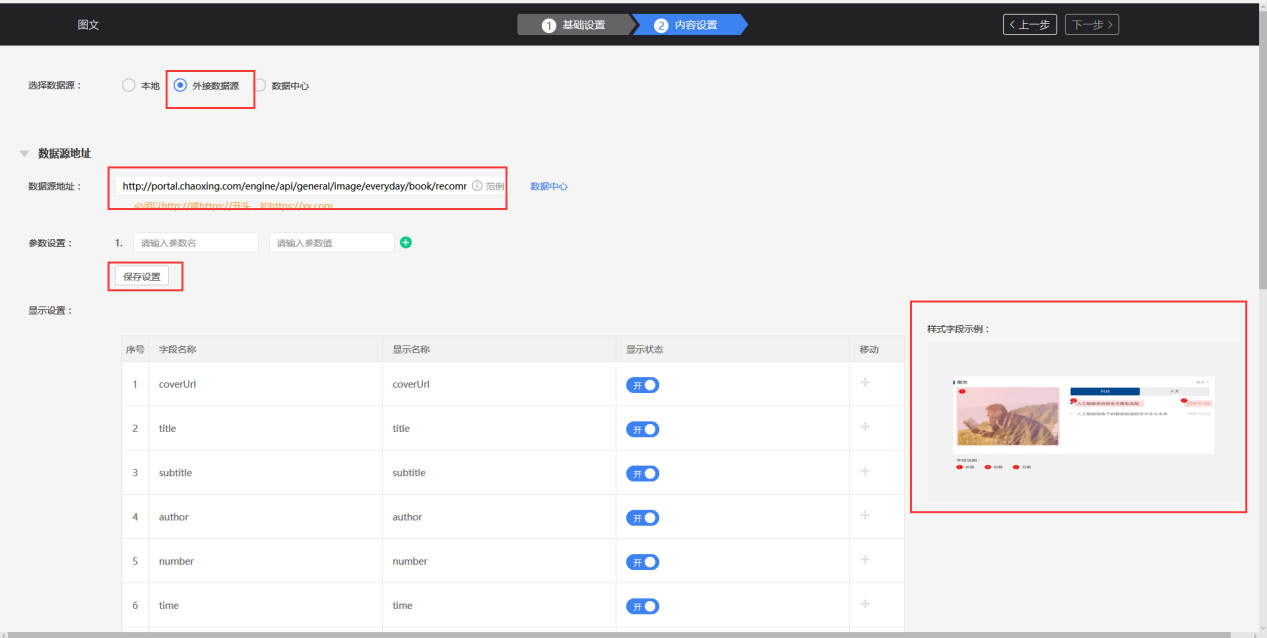 图文
1 基础设置
2 内容设置
上一步
下一步
选择数据源：
本地
外接数据源
数据中心
数据源地址
数据源地址：
http://portal.chaoxing.com/engine/api/general/image/everyday/book/recomr
范例
数据中心
必须以http://或https://开头，如https://xx.com
参数设置：
1.
请输入参数名
请输入参数值
保存设置
显示设置：
样式字段示例：
序号 字段名称 显示名称 显示状态 移动
1 coverUrl coverUrl 开
2 title title 开
3 subtitle subtitle 开
4 author author 开
5 number number 开
6 time time 开
图文